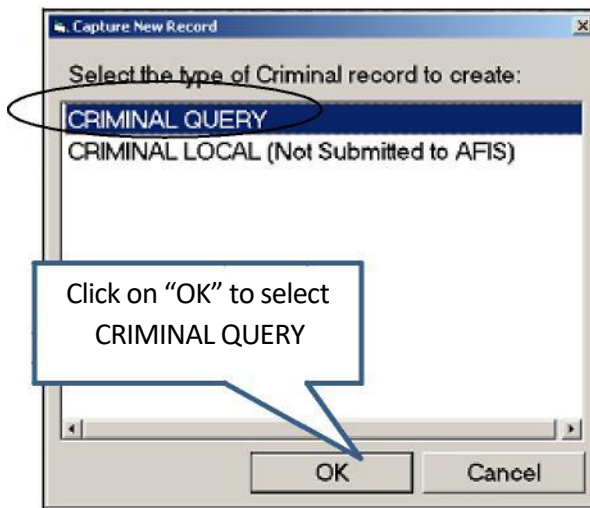 Capture New Record
Select the type of Criminal record to create:
CRIMINAL QUERY
CRIMINAL LOCAL (Not Submitted to AFIS)
Click on “OK” to select
CRIMINAL QUERY
OK Cancel